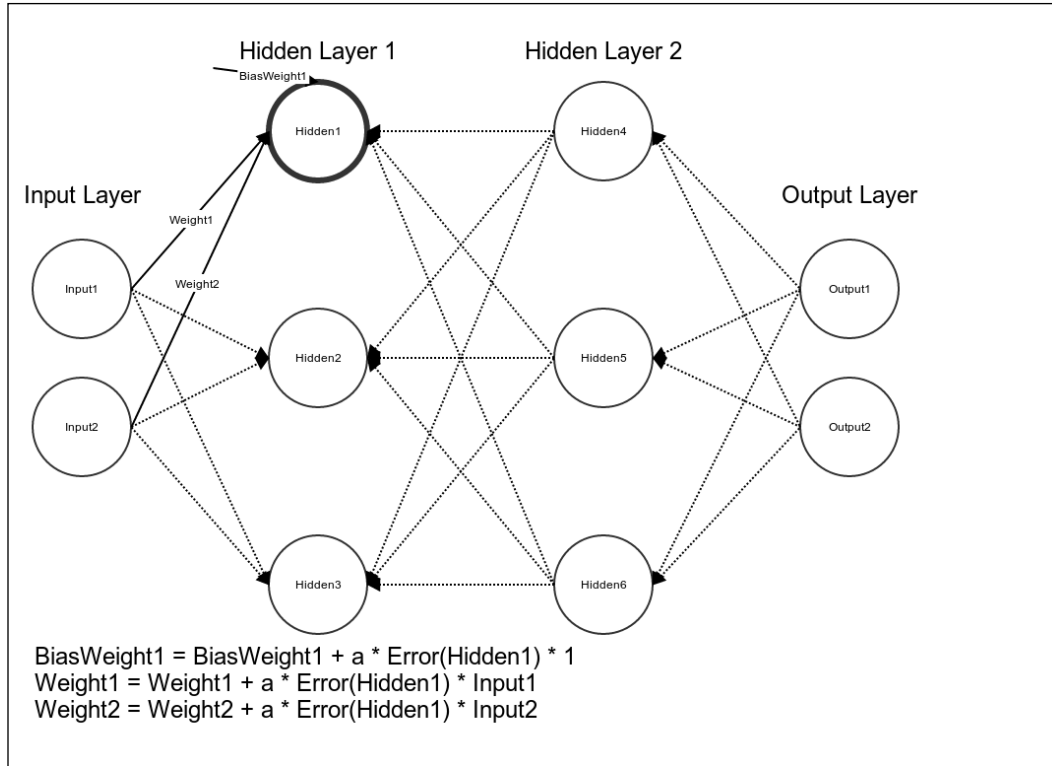 Hidden Layer 1
Hidden Layer 2
BiasWeight1
Hidden1
Hidden4
Input Layer
Output Layer
Weight1
Weight2
Input1
Output1
Hidden2
Hidden5
Input2
Output2
Hidden3
Hidden6
BiasWeight1 = BiasWeight1 + a * Error(Hidden1) * 1
Weight1 = Weight1 + a * Error(Hidden1) * Input1
Weight2 = Weight2 + a * Error(Hidden1) * Input2